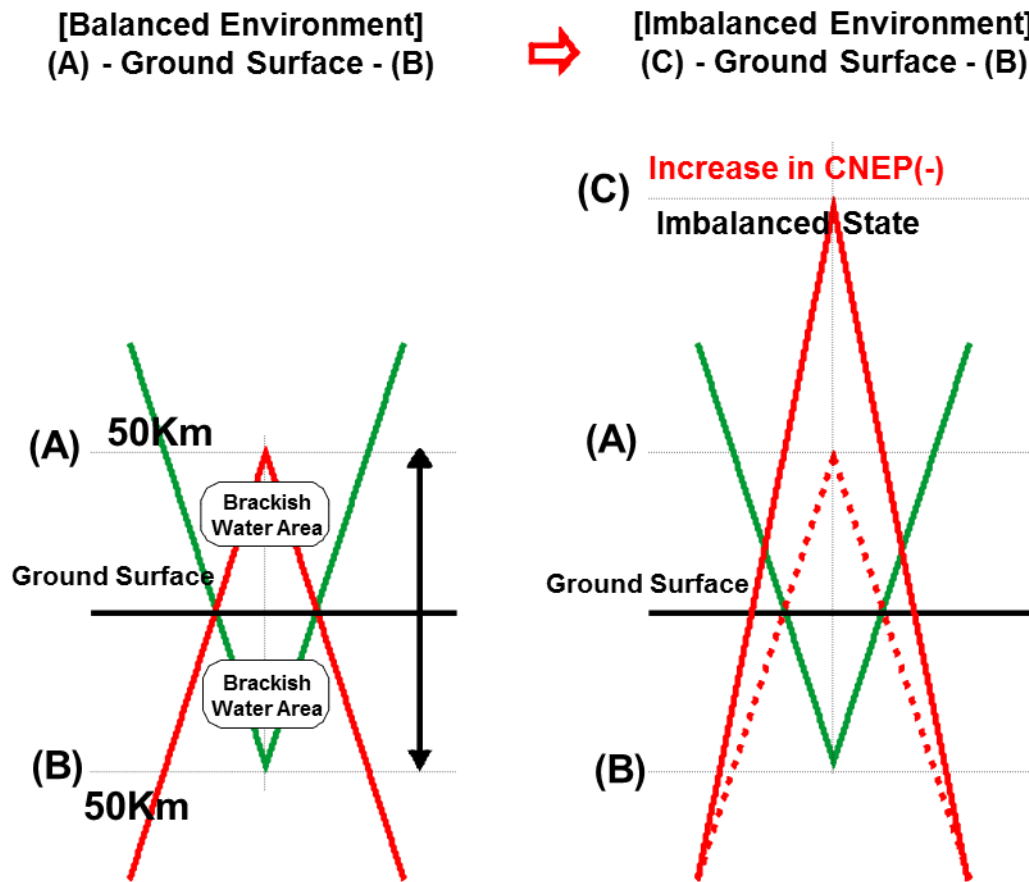 [Balanced Environment]
(A) - Ground Surface - (B)
[Imbalanced Environment]
(C) - Ground Surface - (B)
(A)
50Km
Brackish
Water Area
Ground Surface
Brackish
Water Area
(B)
50Km
(C)
Increase in CNEP(-)
Imbalanced State
(A)
Ground Surface
(B)